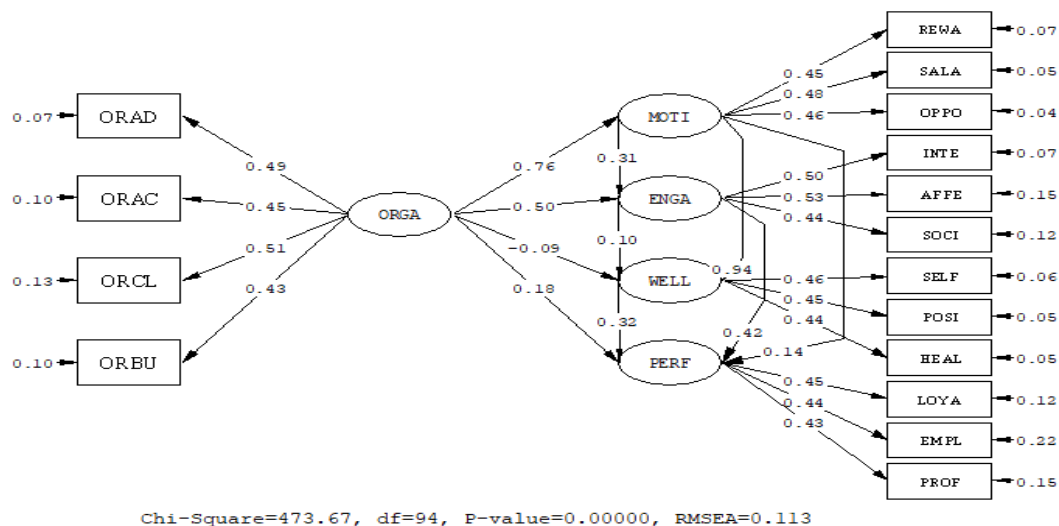 REWA 0.07
0.45 SALA 0.05
0.48
0.07 ORAD MOTI 0.46 OPPO 0.04
0.49 0.76 0.31 INTE 0.07
0.50
0.10 ORAC 0.45 ORGA 0.50 ENGA 0.53 AFFE 0.15
0.44
0.51 -0.09 0.10 SOCI 0.12
0.13 ORCL 0.43 0.18 WELL 0.94 0.46 SELF 0.06
0.45
0.32 0.44 POSI 0.05
0.42
0.10 ORBU PERF 0.14 HEAL 0.05
0.45 LOYA 0.12
0.44
0.43 EMPL 0.22
PROF 0.15
Chi-Square=473.67, df=94, P-value=0.00000, RMSEA=0.113